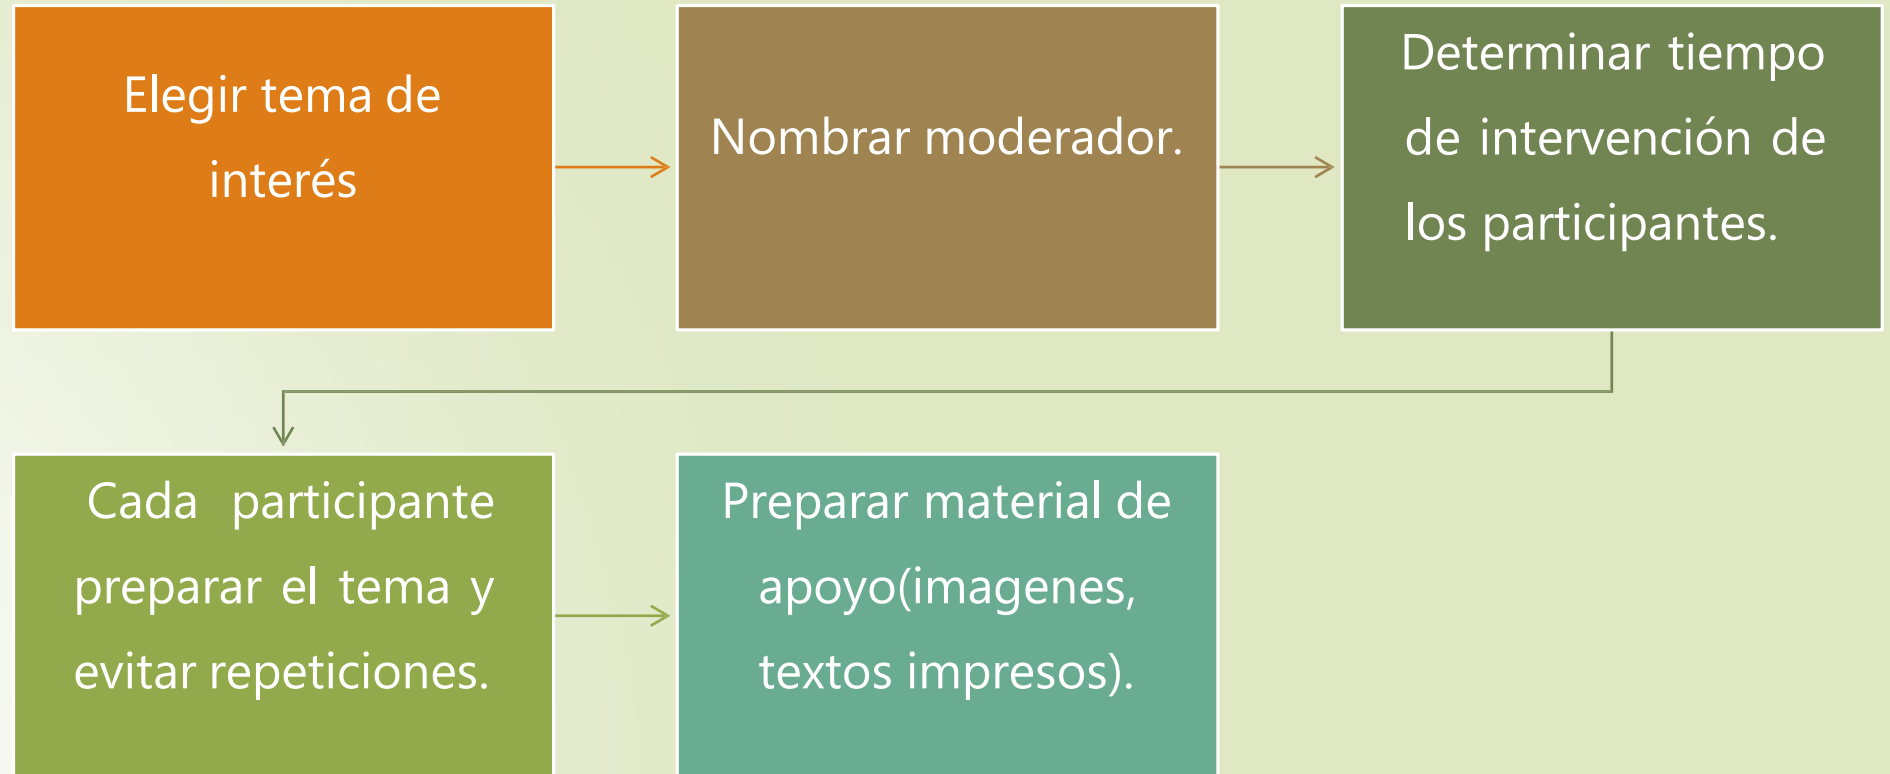 Elegir tema de
interés
Nombrar moderador.
Determinar tiempo
de intervención de
los participantes.
Cada participante
preparar el tema y
evitar repeticiones.
Preparar material de
apoyo(imagenes,
textos impresos).